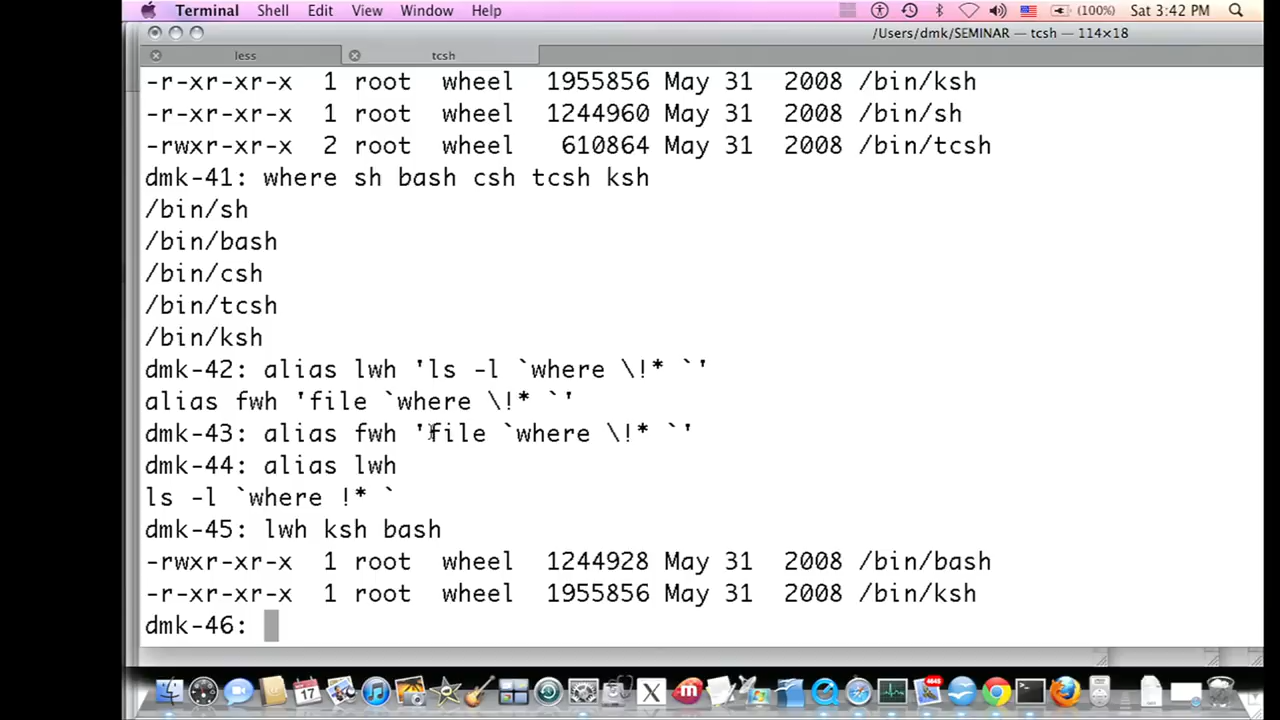 Terminal Shell Edit View Window Help (100%) Sat 3:42 PM
/Users/dmk/SEMINAR — tcsh — 114×18
less tcsh
-r-xr-xr-x 1 root wheel 1955856 May 31 2008 /bin/ksh
-r-xr-xr-x 1 root wheel 1244960 May 31 2008 /bin/sh
-rwxr-xr-x 2 root wheel 610864 May 31 2008 /bin/tcsh
dmk-41: where sh bash csh tcsh ksh
/bin/sh
/bin/bash
/bin/csh
/bin/tcsh
/bin/ksh
dmk-42: alias lwh 'ls -l `where \!* `'
alias fwh 'file `where \!* `'
dmk-43: alias fwh 'file `where \!* `'
dmk-44: alias lwh
ls -l `where !* `
dmk-45: lwh ksh bash
-rwxr-xr-x 1 root wheel 1244928 May 31 2008 /bin/bash
-r-xr-xr-x 1 root wheel 1955856 May 31 2008 /bin/ksh
dmk-46:
17